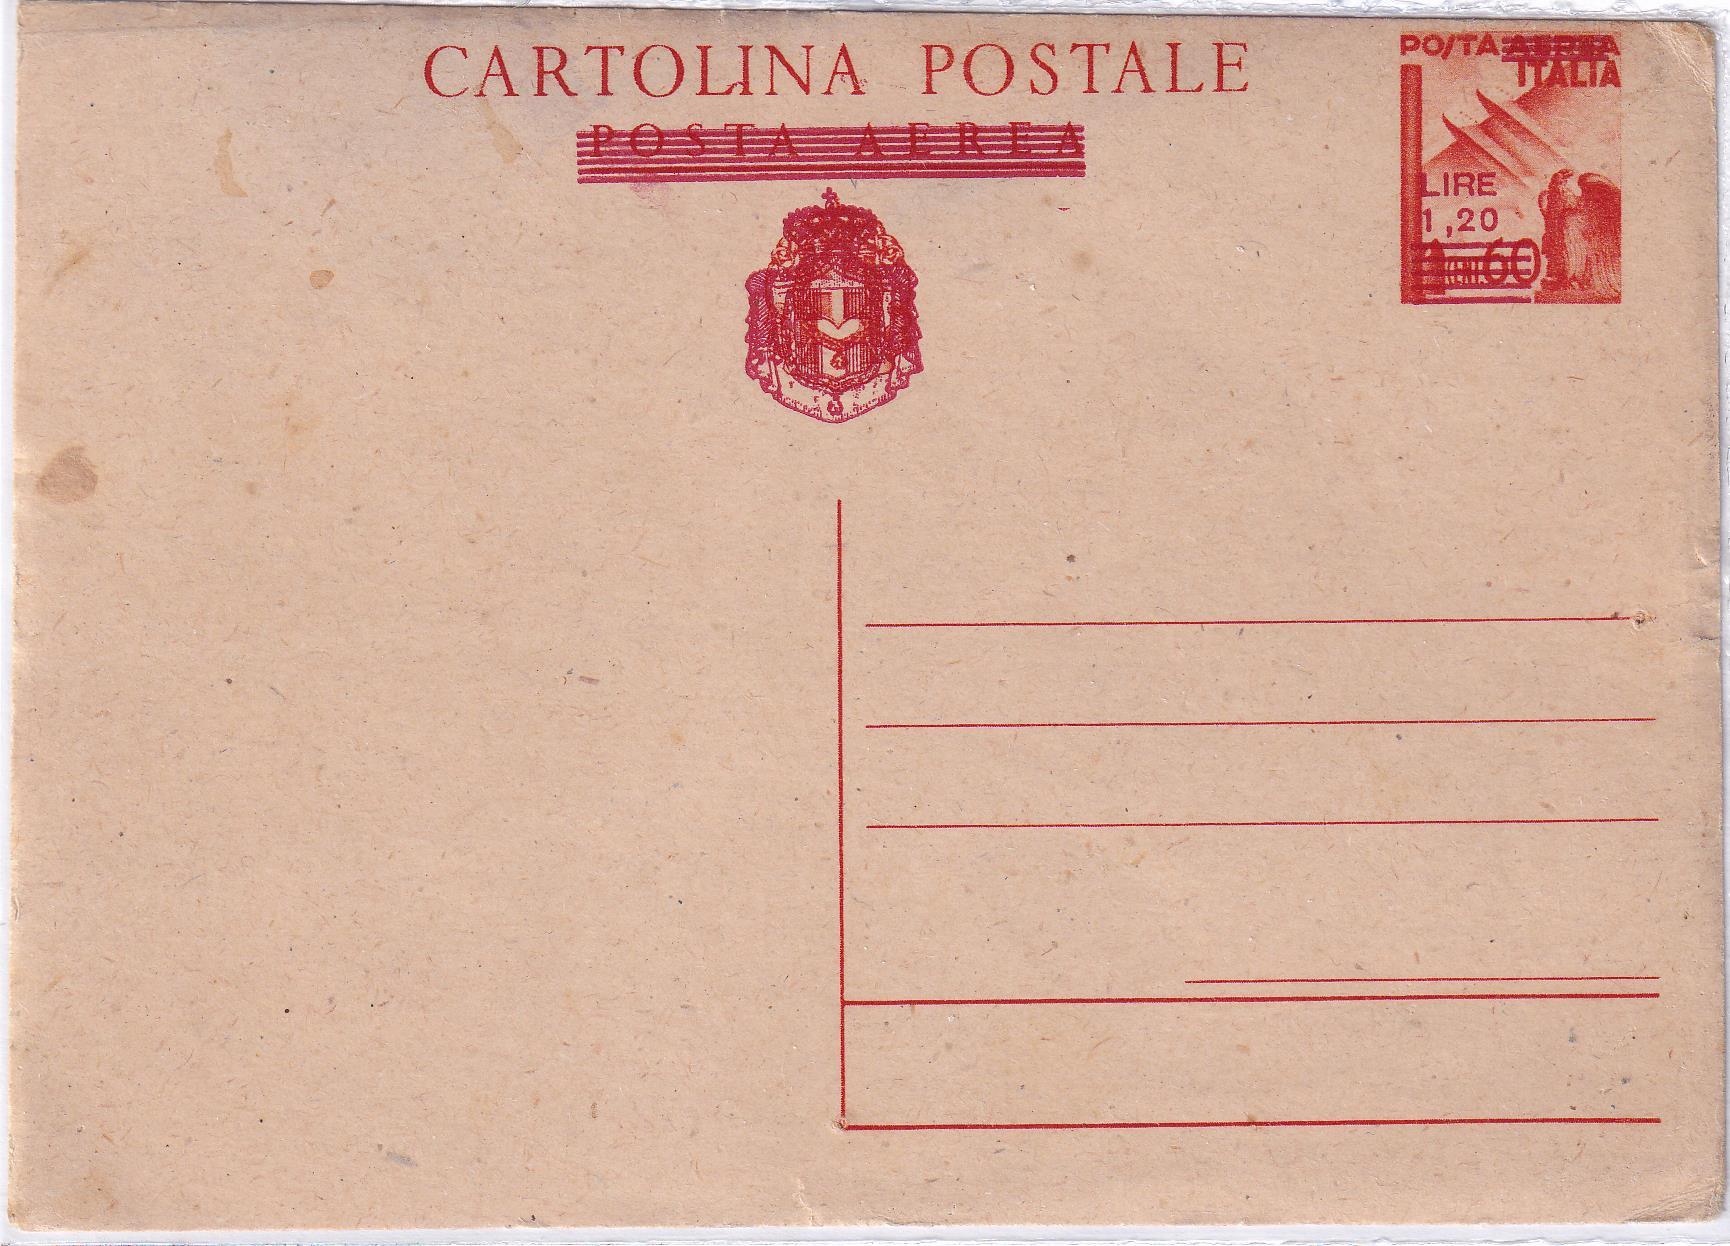 CARTOLINA POSTALE
POSTA AEREA
POSTA AEREA
ITALIA
LIRE
1,20
60